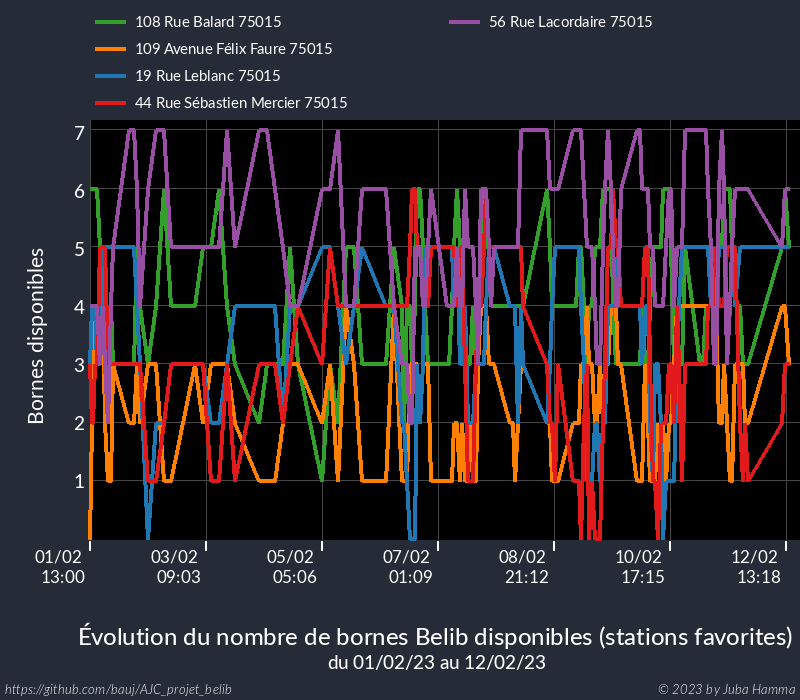 108 Rue Balard 75015
56 Rue Lacordaire 75015
109 Avenue Félix Faure 75015
19 Rue Leblanc 75015
44 Rue Sébastien Mercier 75015
7
6
5
4
3
2
1
Bornes disponibles
01/02 03/02 05/02 07/02 08/02 10/02 12/02
13:00 09:03 05:06 01:09 21:12 17:15 13:18
Évolution du nombre de bornes Belib disponibles (stations favorites)
du 01/02/23 au 12/02/23
https://github.com/bauj/AJC_projet_belib
© 2023 by Juba Hamma